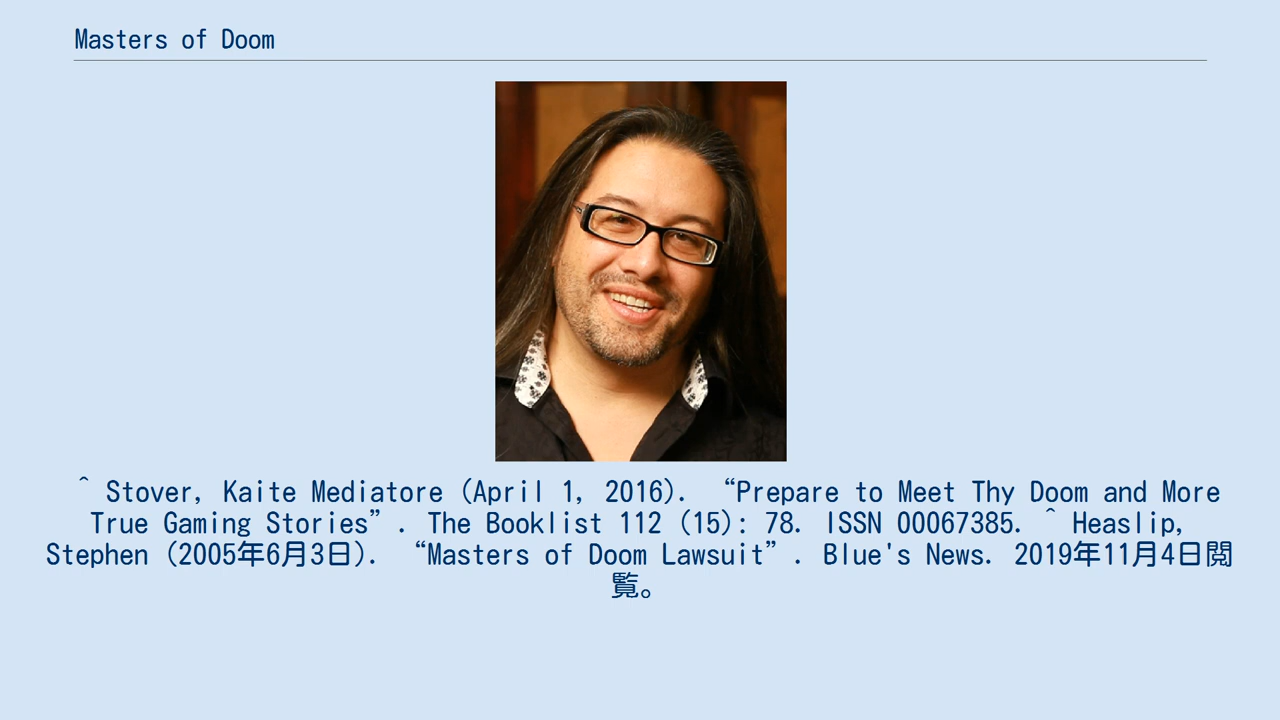 Masters of Doom
^ Stover, Kaite Mediatore (April 1, 2016). “Prepare to Meet Thy Doom and More
True Gaming Stories”. The Booklist 112 (15): 78. ISSN 00067385. ^ Heaslip,
Stephen (2005年6月3日). “Masters of Doom Lawsuit”. Blue's News. 2019年11月4日閲
覧。